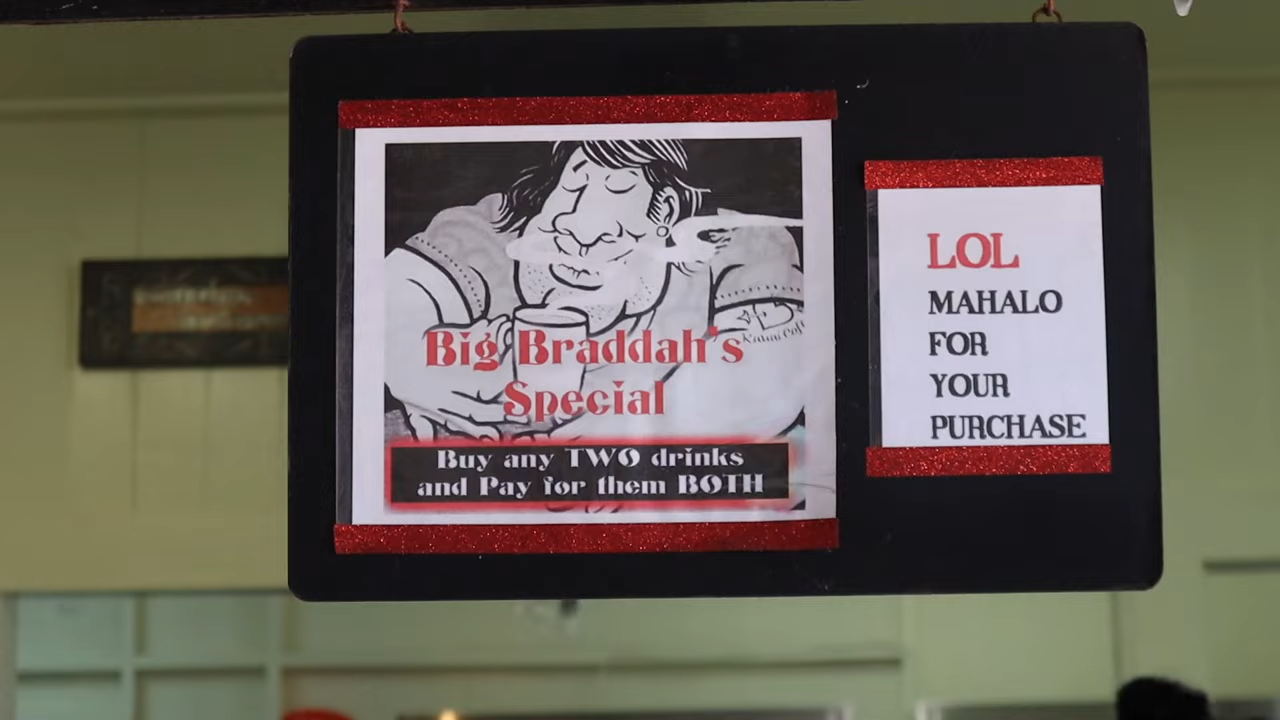 Big Braddah's
Special
Buy any TWO drinks
and Pay for them BOTH
LOL
MAHALO
FOR
YOUR
PURCHASE